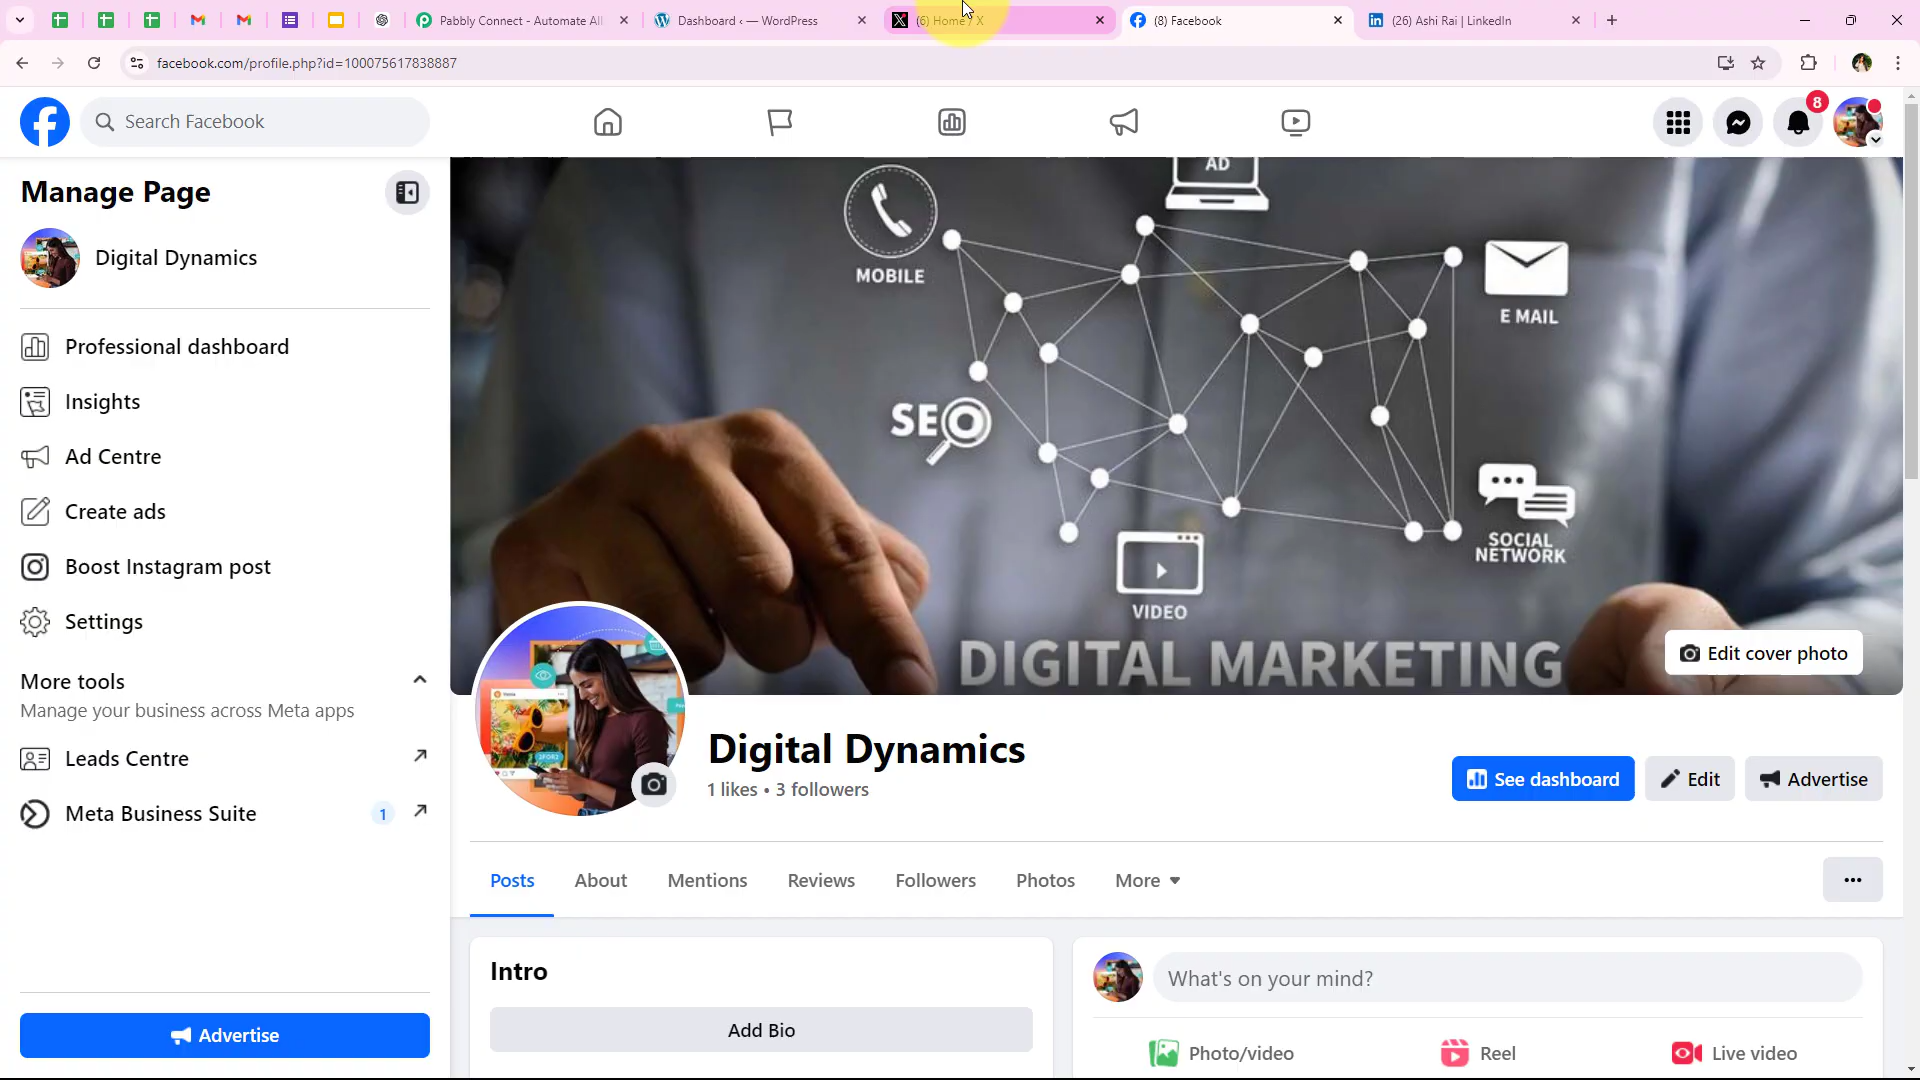 Pabbly Connect - Automate All
Dashboard ‹ — WordPress
(6) Home / X
(8) Facebook
(26) Ashi Rai | LinkedIn
facebook.com/profile.php?id=100075617838887
Search Facebook
8
Manage Page
Digital Dynamics
Professional dashboard
Insights
Ad Centre
Create ads
Boost Instagram post
Settings
More tools
Manage your business across Meta apps
Leads Centre
Meta Business Suite
1
Advertise
AD
MOBILE
E MAIL
SEO
SOCIAL
NETWORK
VIDEO
DIGITAL MARKETING
Edit cover photo
Digital Dynamics
1 likes • 3 followers
See dashboard
Edit
Advertise
Posts
About
Mentions
Reviews
Followers
Photos
More
Intro
What's on your mind?
Add Bio
Photo/video
Reel
Live video